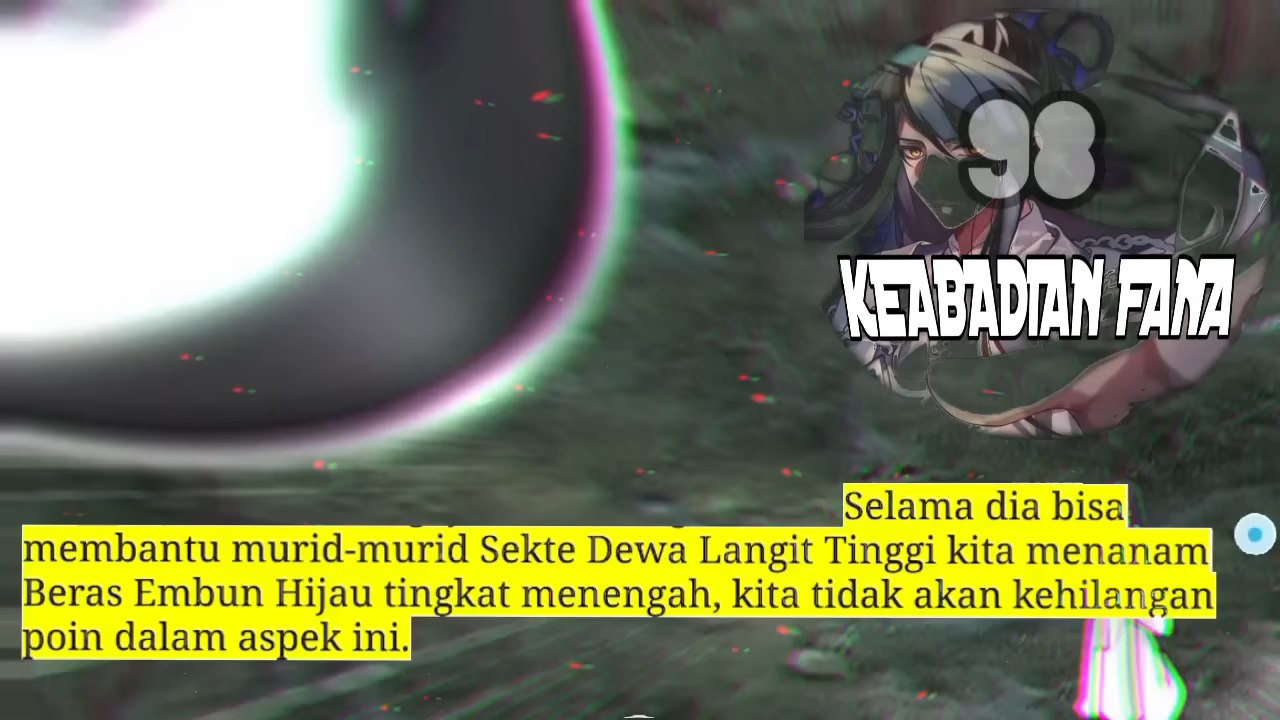 98
KEABADIAN FANA
Selama dia bisa
membantu murid-murid Sekte Dewa Langit Tinggi kita menanam
Beras Embun Hijau tingkat menengah, kita tidak akan kehilangan
poin dalam aspek ini.